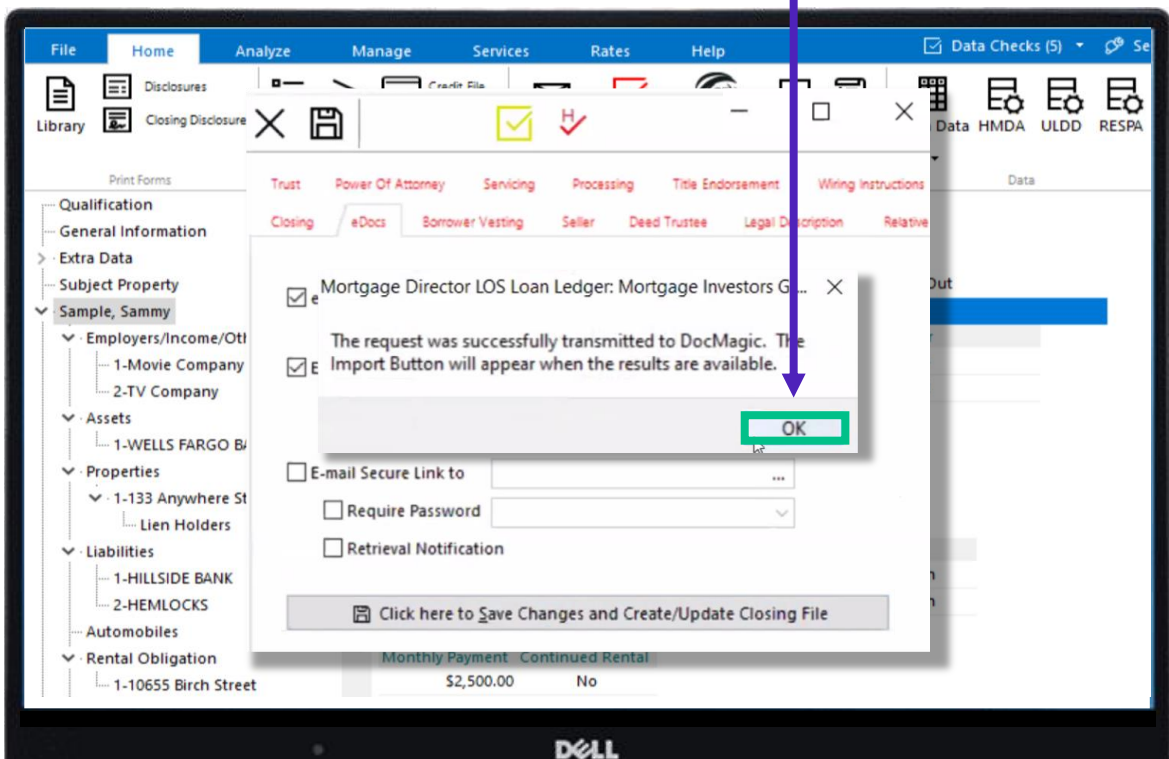 File Home Analyze Manage Services Rates Help Data Checks (5) Se
Disclosures
Credit File
Library
Closing Disclosure
Data HMDA ULDD RESPA
Print Forms
Data
Trust Power Of Attorney Servicing Processing Title Endorsement Wiring Instructions
Closing eDocs Borrower Vesting Seller Deed Trustee Legal Description Relative
Qualification
General Information
Extra Data
Subject Property
Sample, Sammy
Employers/Income/Oth
1-Movie Company
2-TV Company
Assets
1-WELLS FARGO BA
Properties
1-133 Anywhere St
Lien Holders
Liabilities
1-HILLSIDE BANK
2-HEMLOCKS
Automobiles
Rental Obligation
1-10655 Birch Street
Out
Mortgage Director LOS Loan Ledger: Mortgage Investors G...
The request was successfully transmitted to DocMagic. The
Import Button will appear when the results are available.
OK
E-mail Secure Link to ...
Require Password
Retrieval Notification
Click here to Save Changes and Create/Update Closing File
Monthly Payment Continued Rental
$2,500.00 No
DELL